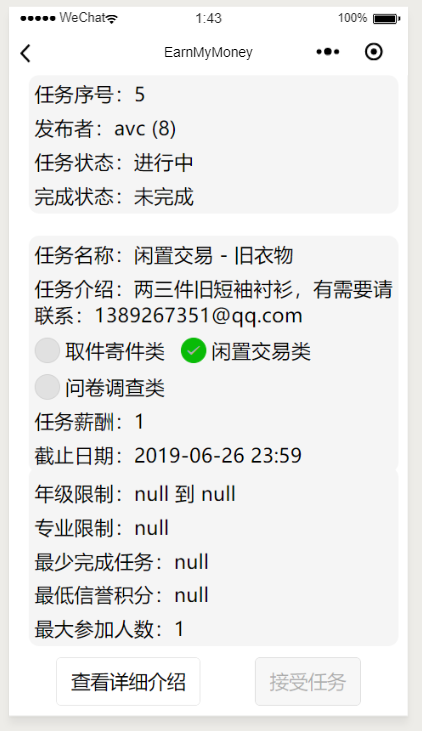 WeChat 1:43 100%
EarnMyMoney
任务序号：5
发布者：avc (8)
任务状态：进行中
完成状态：未完成
任务名称：闲置交易 - 旧衣物
任务介绍：两三件旧短袖衬衫，有需要请
联系：1389267351@qq.com
取件寄件类 闲置交易类
问卷调查类
任务薪酬：1
截止日期：2019-06-26 23:59
年级限制：null 到 null
专业限制：null
最少完成任务：null
最低信誉积分：null
最大参加人数：1
查看详细介绍 接受任务